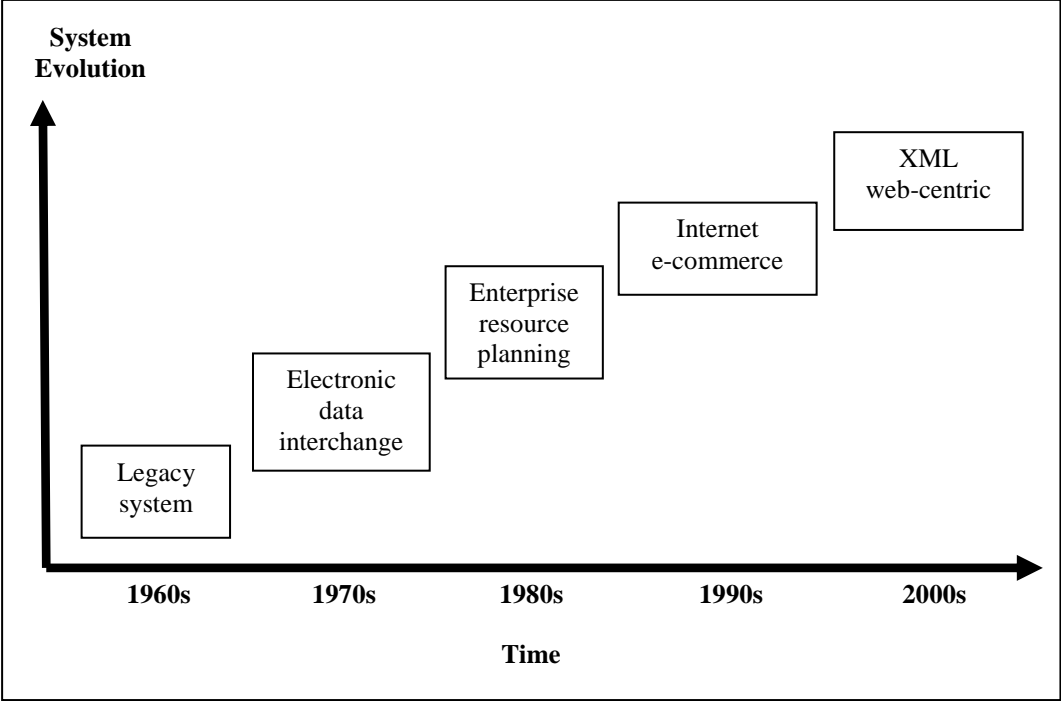 System
Evolution
XML
web-centric
Internet
e-commerce
Enterprise
resource
planning
Electronic
data
interchange
Legacy
system
1960s 1970s 1980s 1990s 2000s
Time